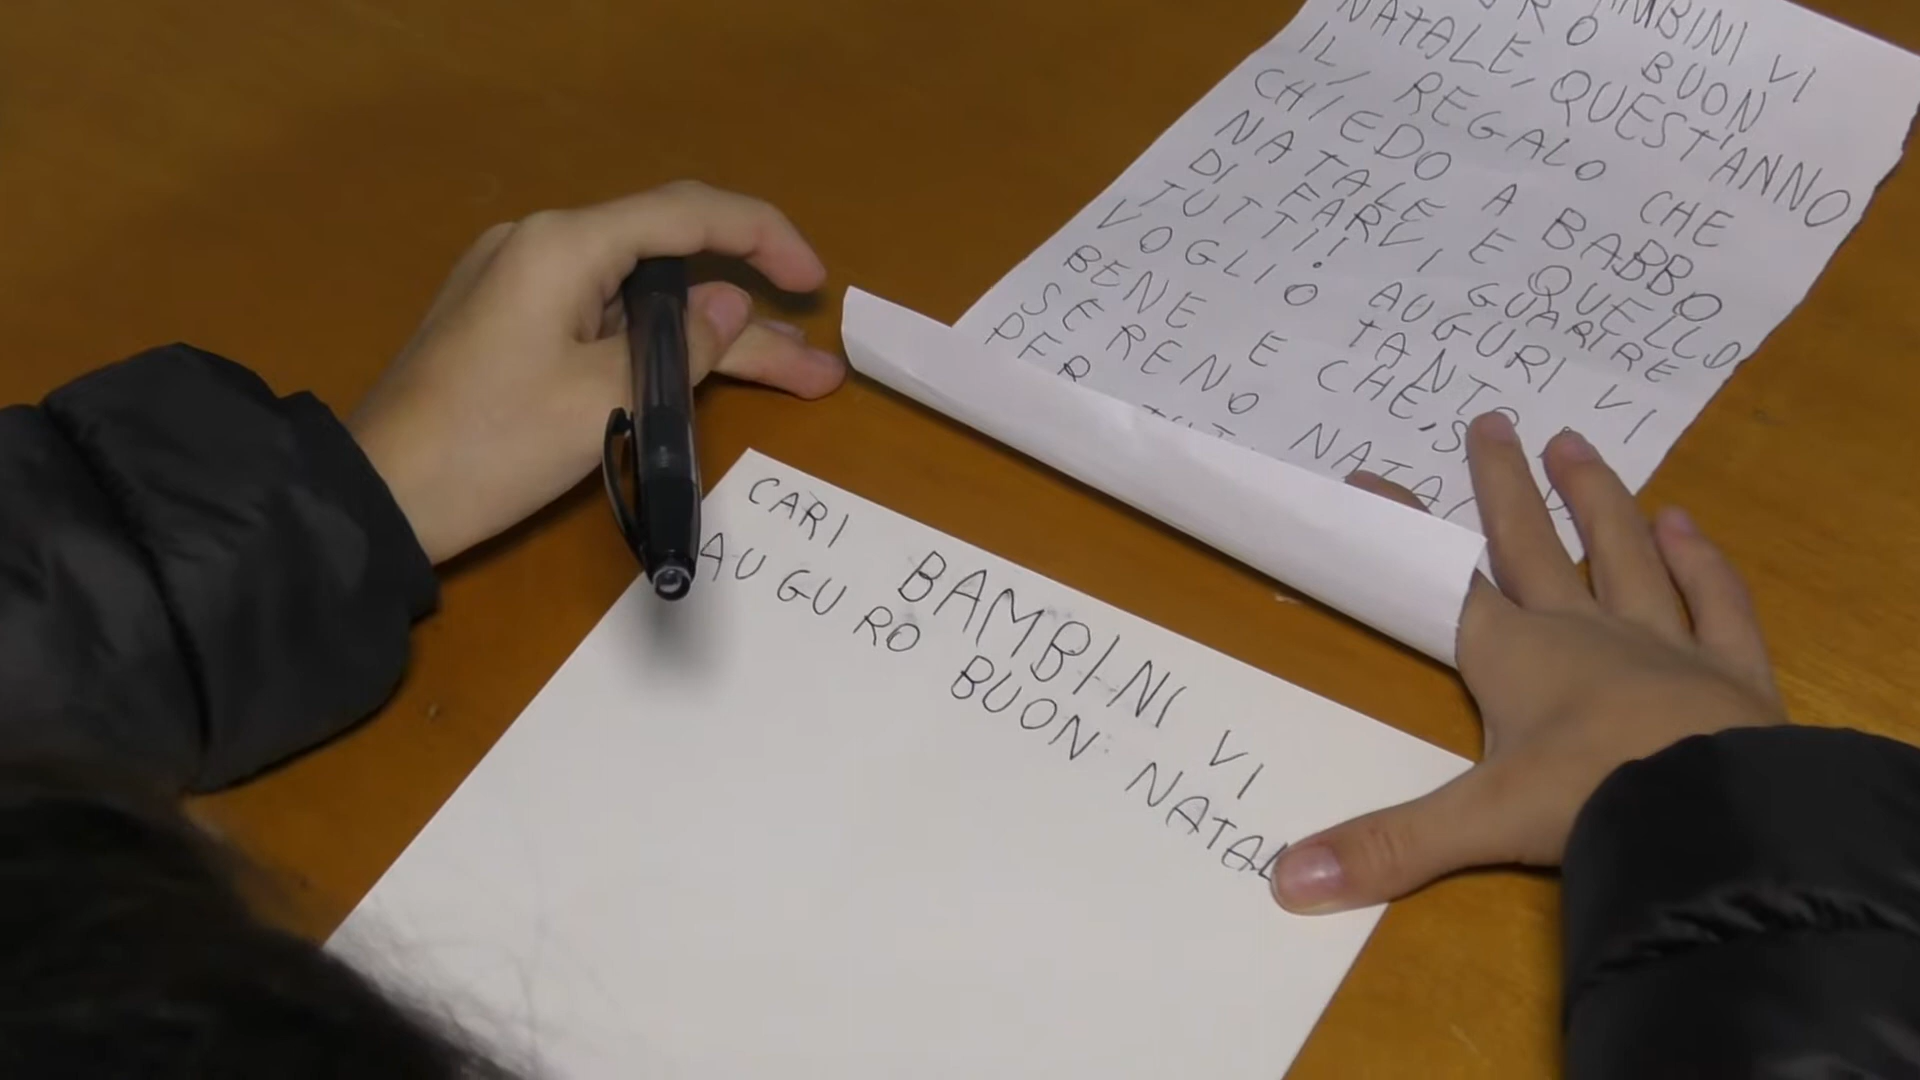 AMBINI VI
RO BUON
NATALE, QUEST'ANNO
IL, REGALO CHE
CHIEDO A BABBO
NATALE E QUELLO
DI FARVI GUARIRE
TUTTI!! AUGURI VI
VOGLIO TANTO
BENE E CHE,
SERENO NATA
PER
CARI BAMBINI VI
AUGURO BUON NATAL